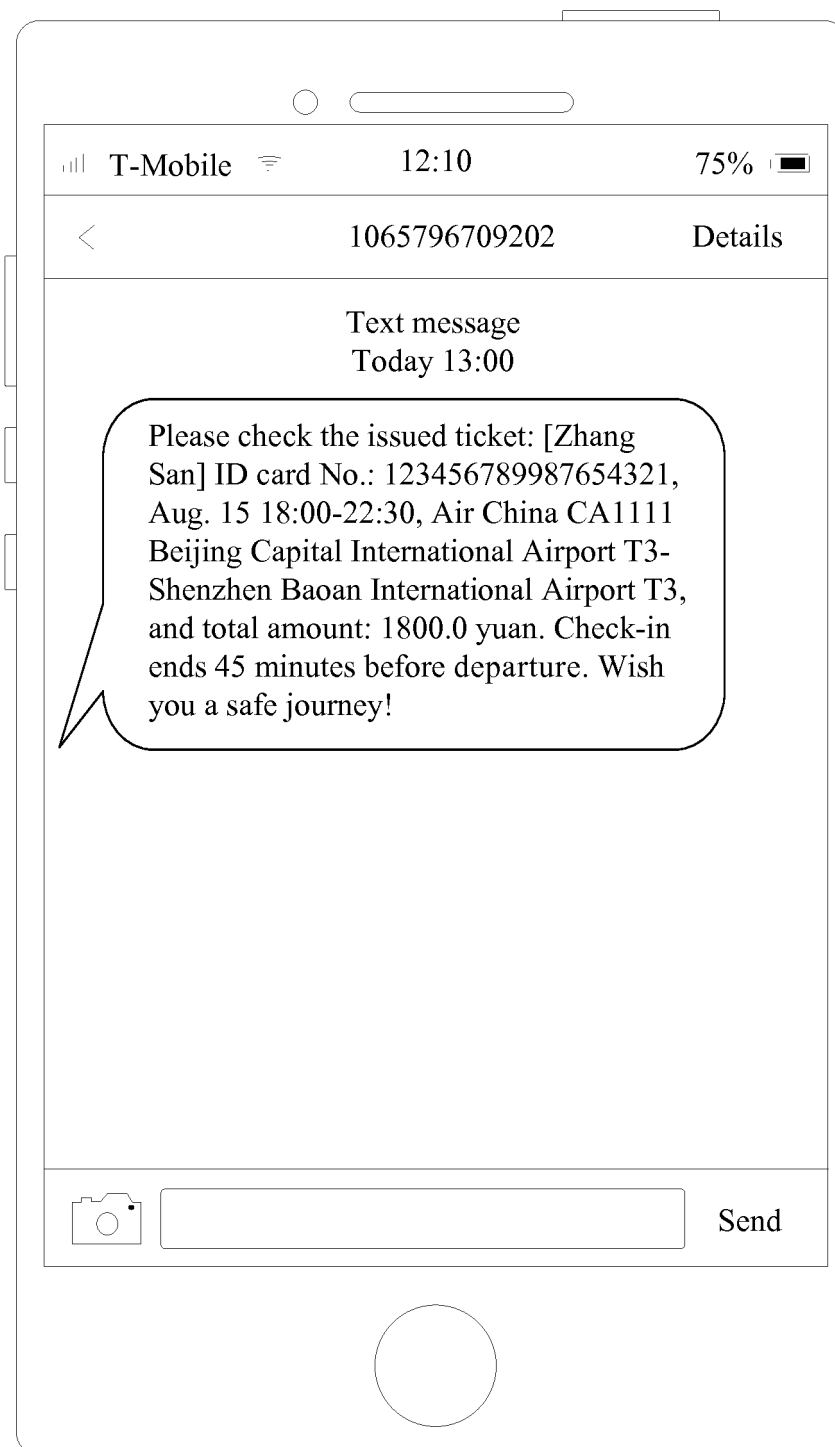 T-Mobile 12:10 75%
< 1065796709202 Details
Text message
Today 13:00
Please check the issued ticket: [Zhang
San] ID card No.: 123456789987654321,
Aug. 15 18:00-22:30, Air China CA1111
Beijing Capital International Airport T3-
Shenzhen Baoan International Airport T3,
and total amount: 1800.0 yuan. Check-in
ends 45 minutes before departure. Wish
you a safe journey!
Send